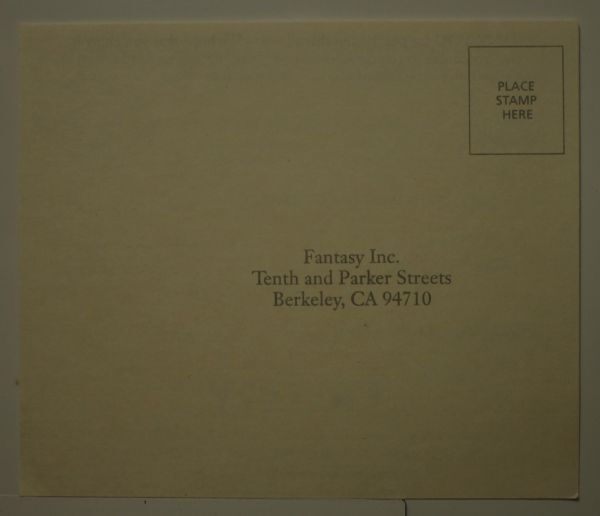 PLACE
STAMP
HERE
Fantasy Inc.
Tenth and Parker Streets
Berkeley, CA 94710